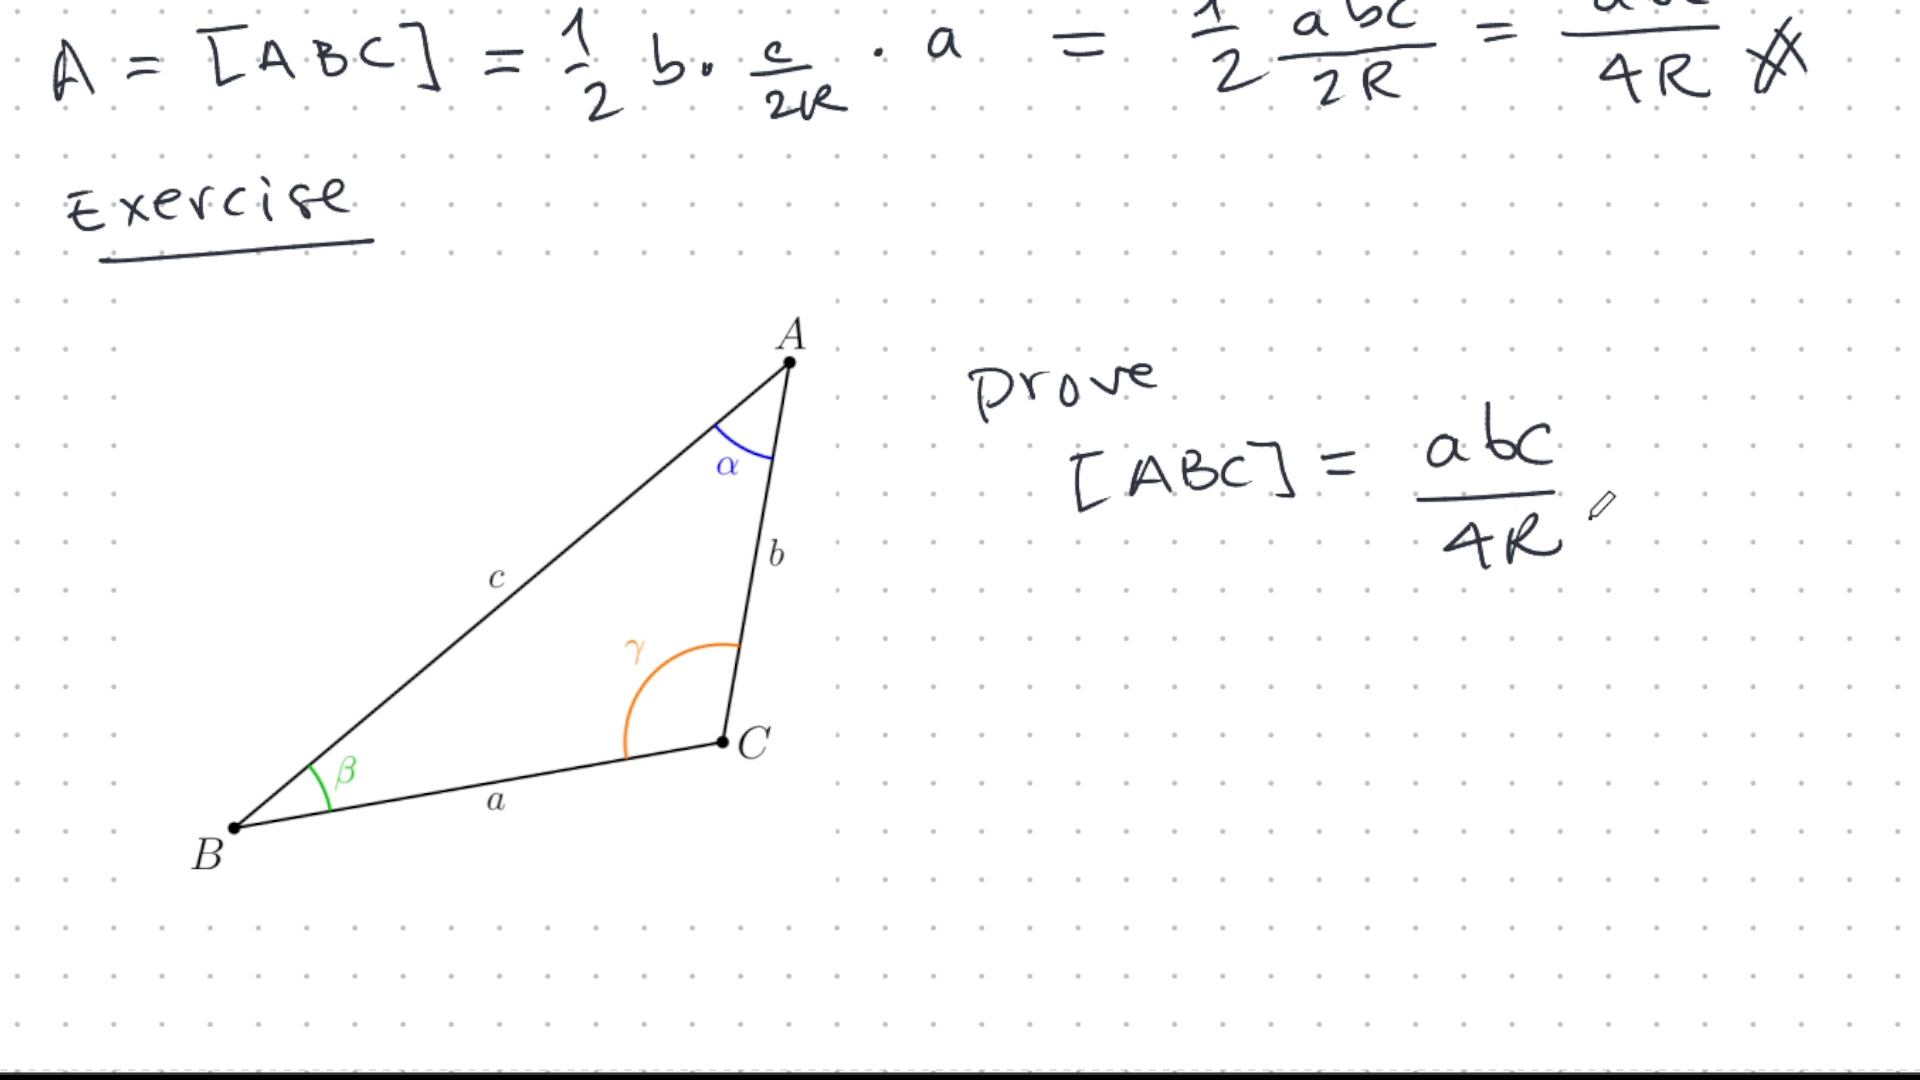 A = [ABC] = 1/2 b · c/2R · a = 1/2 abc/2R = abc/4R
Exercise
A
prove
[ABC] = abc/4R
α
b
c
γ
C
β
a
B